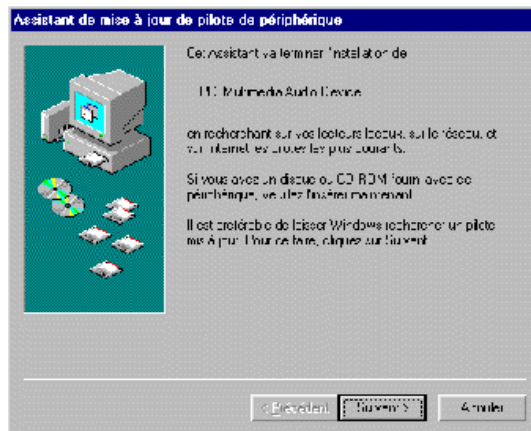 Assistant de mise à jour de pilote de périphérique
Cet Assistant va terminer l'installation de
PCI Multimedia Audio Device
en recherchant sur vos lecteurs locaux, sur le réseau, et
sur Internet les pilotes les plus courants.
Si vous avez un disque ou CD-ROM fourni avec ce
périphérique, veuillez l'insérer maintenant.
Il est préférable de laisser Windows rechercher un pilote
mis à jour. Pour ce faire, cliquez sur Suivant.
< Précédent
Suivant >
Annuler